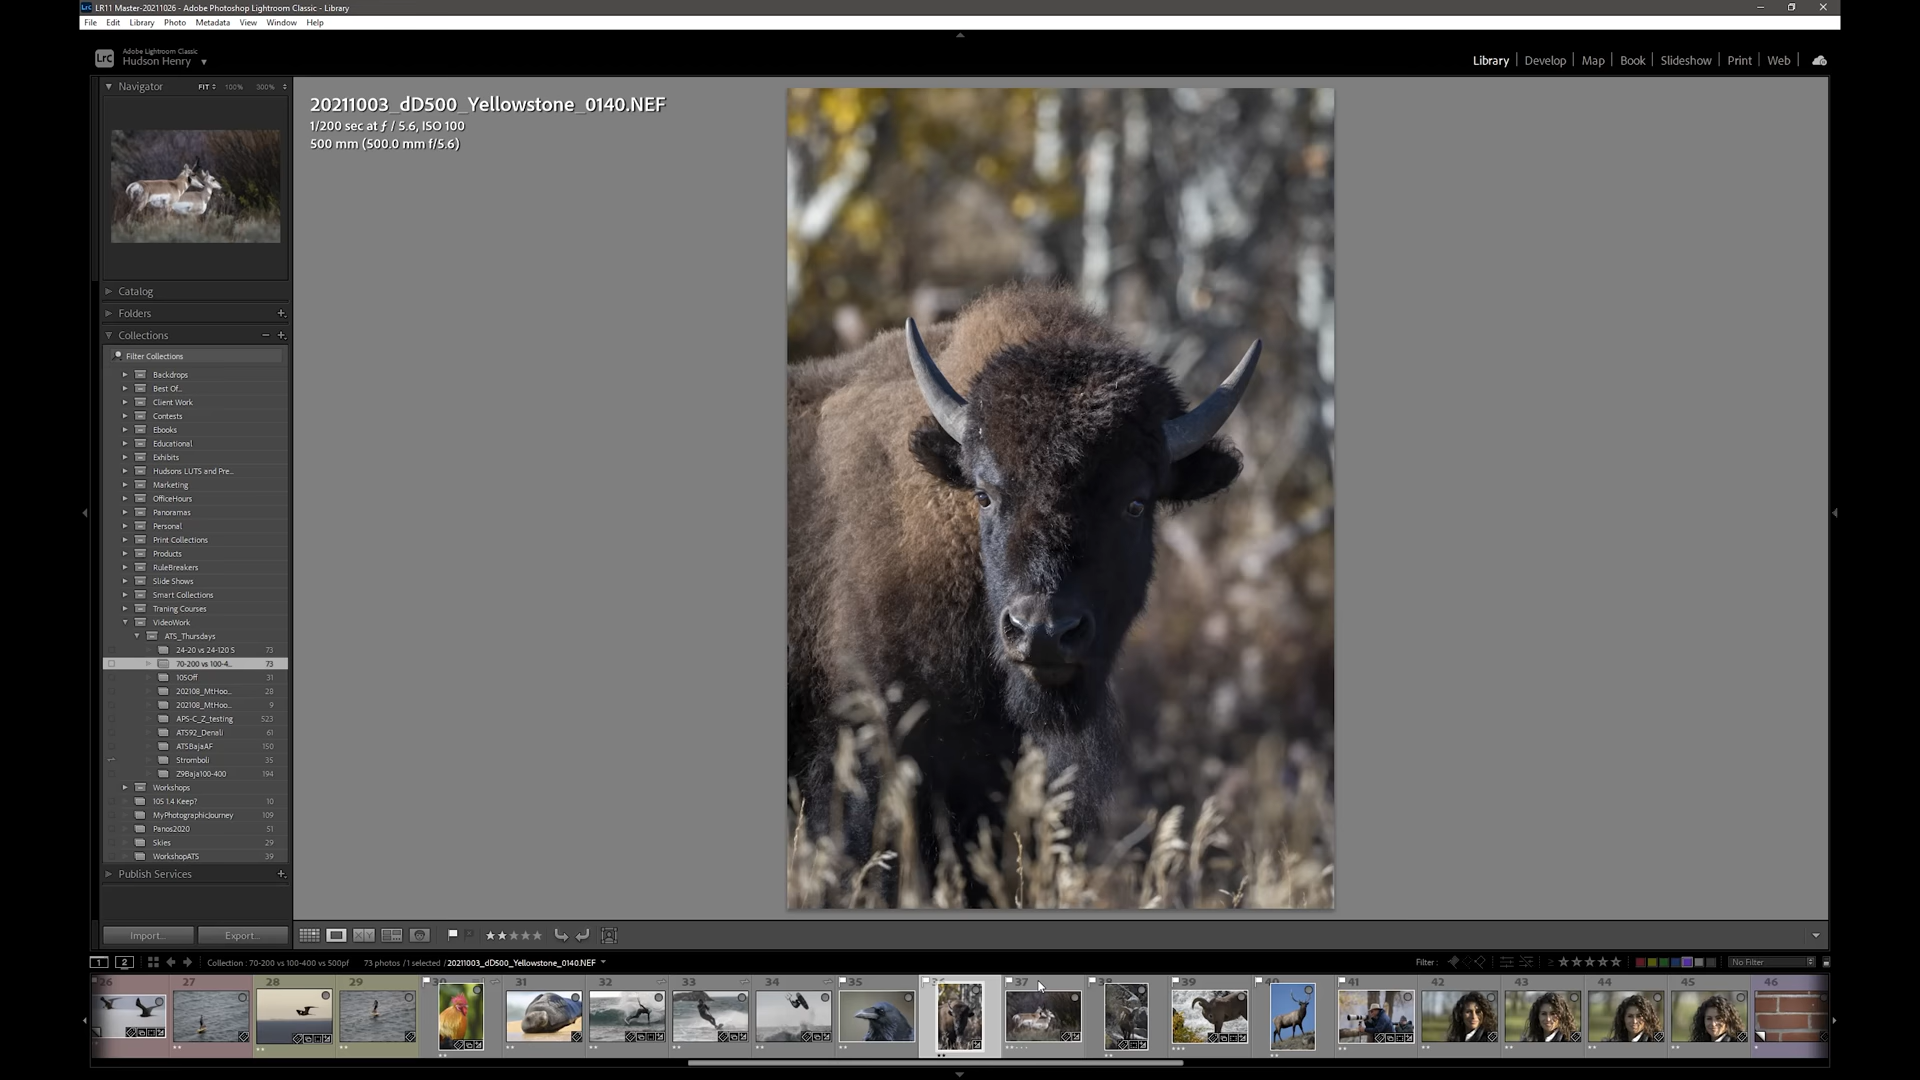 LR11 Master-20211026 - Adobe Photoshop Lightroom Classic - Library
File Edit Library Photo Metadata View Window Help
LrC
Adobe Lightroom Classic
Hudson Henry
Library | Develop | Map | Book | Slideshow | Print | Web
Navigator FIT 100% 300%
20211003_dD500_Yellowstone_0140.NEF
1/200 sec at ƒ / 5.6, ISO 100
500 mm (500.0 mm f/5.6)
Catalog
Folders
Collections
Filter Collections
Backdrops
Best Of...
Client Work
Contests
Ebooks
Educational
Exhibits
Hudsons LUTS and Pre...
Marketing
OfficeHours
Panoramas
Personal
Print Collections
Products
RuleBreakers
Slide Shows
Smart Collections
Traning Courses
VideoWork
ATS_Thursdays
24-20 vs 24-120 S 73
70-200 vs 100-4... 73
105Off 31
202108_MtHoo... 28
202108_MtHoo... 9
APS-C_Z_testing 523
ATS92_Denali 61
ATSBajaAF 150
Stromboli 35
Z9Baja100-400 194
Workshops
105 1.4 Keep? 10
MyPhotographicJourney 109
Panos2020 51
Skies 29
WorkshopATS 39
Publish Services
Import... Export...
1 2 Collection : 70-200 vs 100-400 vs 500pf 73 photos / 1 selected / 20211003_dD500_Yellowstone_0140.NEF Filter : No Filter
26 27 28 29 30 31 32 33 34 35 36 37 38 39 40 41 42 43 44 45 46